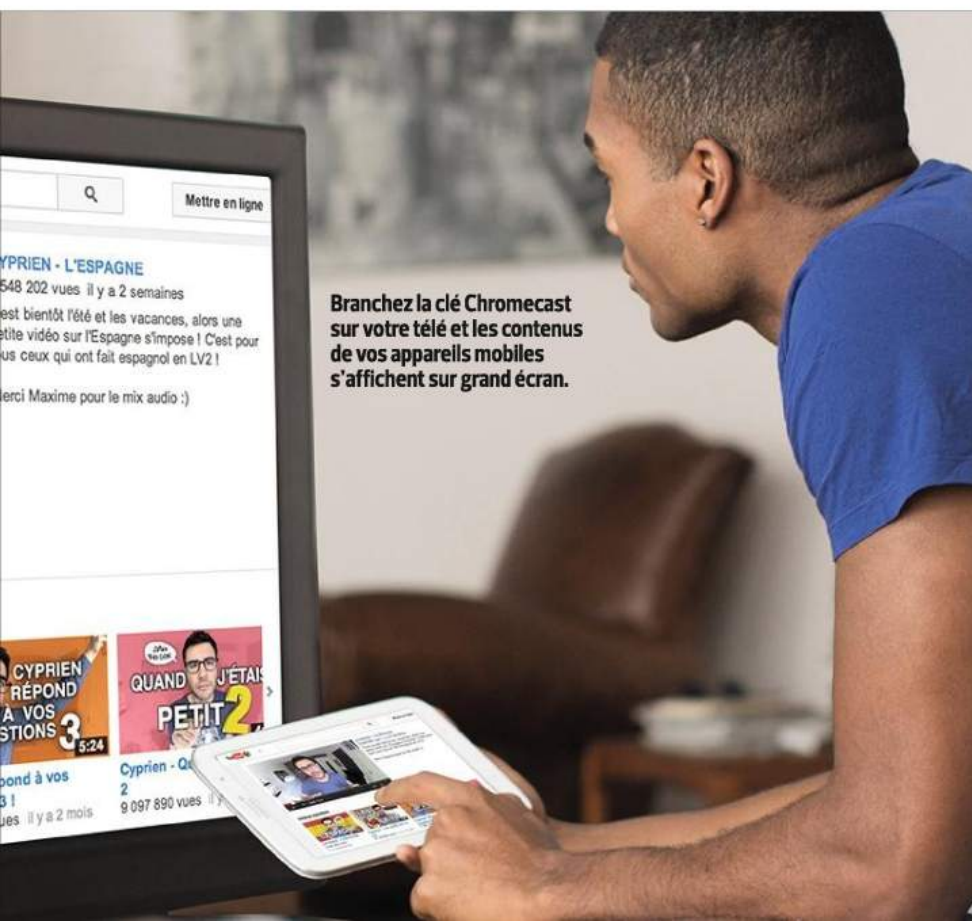 Mettre en ligne
YPRIEN - L'ESPAGNE
548 202 vues il y a 2 semaines
est bientôt l'été et les vacances, alors une
etite vidéo sur l'Espagne s'impose ! C'est pour
us ceux qui ont fait espagnol en LV2 !
erci Maxime pour le mix audio :)
Branchez la clé Chromecast
sur votre télé et les contenus
de vos appareils mobiles
s'affichent sur grand écran.
CYPRIEN
RÉPOND
À VOS
STIONS 3
5:24
QUAND J'ÉTAIS
PETIT 2
pond à vos
3 !
ues il y a 2 mois
Cyprien - Qu
2
9 097 890 vues il y